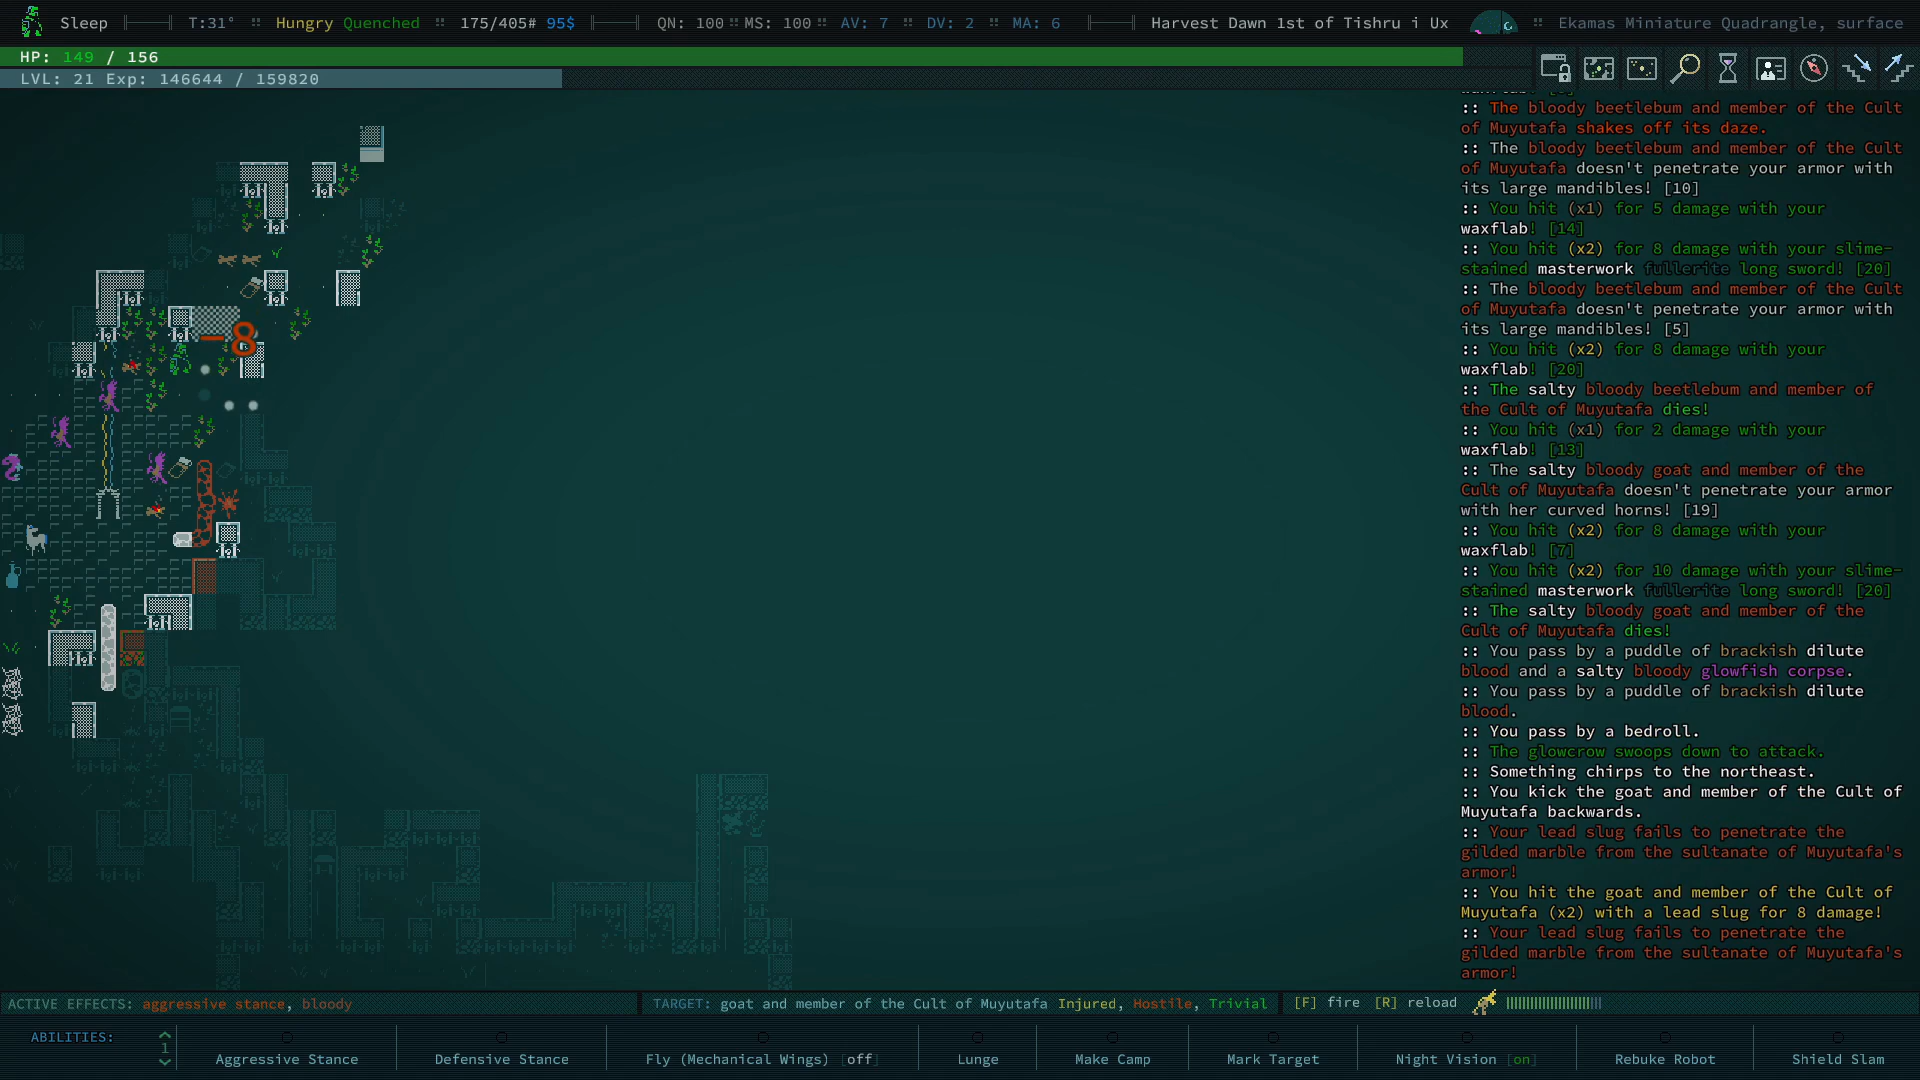 Sleep T:31° :: Hungry Quenched :: 175/405# 95$ QN: 100 :: MS: 100 :: AV: 7 :: DV: 2 :: MA: 6 Harvest Dawn 1st of Tishru i Ux :: Ekamas Miniature Quadrangle, surface
HP: 149 / 156
LVL: 21 Exp: 146644 / 159820
-8
:: The bloody beetlebum and member of the Cult
of Muyutafa shakes off its daze.
:: The bloody beetlebum and member of the Cult
of Muyutafa doesn't penetrate your armor with
its large mandibles! [10]
:: You hit (x1) for 5 damage with your
waxflab! [14]
:: You hit (x2) for 8 damage with your slime-
stained masterwork fullerite long sword! [20]
:: The bloody beetlebum and member of the Cult
of Muyutafa doesn't penetrate your armor with
its large mandibles! [5]
:: You hit (x2) for 8 damage with your
waxflab! [20]
:: The salty bloody beetlebum and member of
the Cult of Muyutafa dies!
:: You hit (x1) for 2 damage with your
waxflab! [13]
:: The salty bloody goat and member of the
Cult of Muyutafa doesn't penetrate your armor
with her curved horns! [19]
:: You hit (x2) for 8 damage with your
waxflab! [7]
:: You hit (x2) for 10 damage with your slime-
stained masterwork fullerite long sword! [20]
:: The salty bloody goat and member of the
Cult of Muyutafa dies!
:: You pass by a puddle of brackish dilute
blood and a salty bloody glowfish corpse.
:: You pass by a puddle of brackish dilute
blood.
:: You pass by a bedroll.
:: The glowcrow swoops down to attack.
:: Something chirps to the northeast.
:: You kick the goat and member of the Cult of
Muyutafa backwards.
:: Your lead slug fails to penetrate the
gilded marble from the sultanate of Muyutafa's
armor!
:: You hit the goat and member of the Cult of
Muyutafa (x2) with a lead slug for 8 damage!
:: Your lead slug fails to penetrate the
gilded marble from the sultanate of Muyutafa's
armor!
ACTIVE EFFECTS: aggressive stance, bloody TARGET: goat and member of the Cult of Muyutafa Injured, Hostile, Trivial [F] fire [R] reload
ABILITIES: 1 Aggressive Stance Defensive Stance Fly (Mechanical Wings) [off] Lunge Make Camp Mark Target Night Vision [on] Rebuke Robot Shield Slam